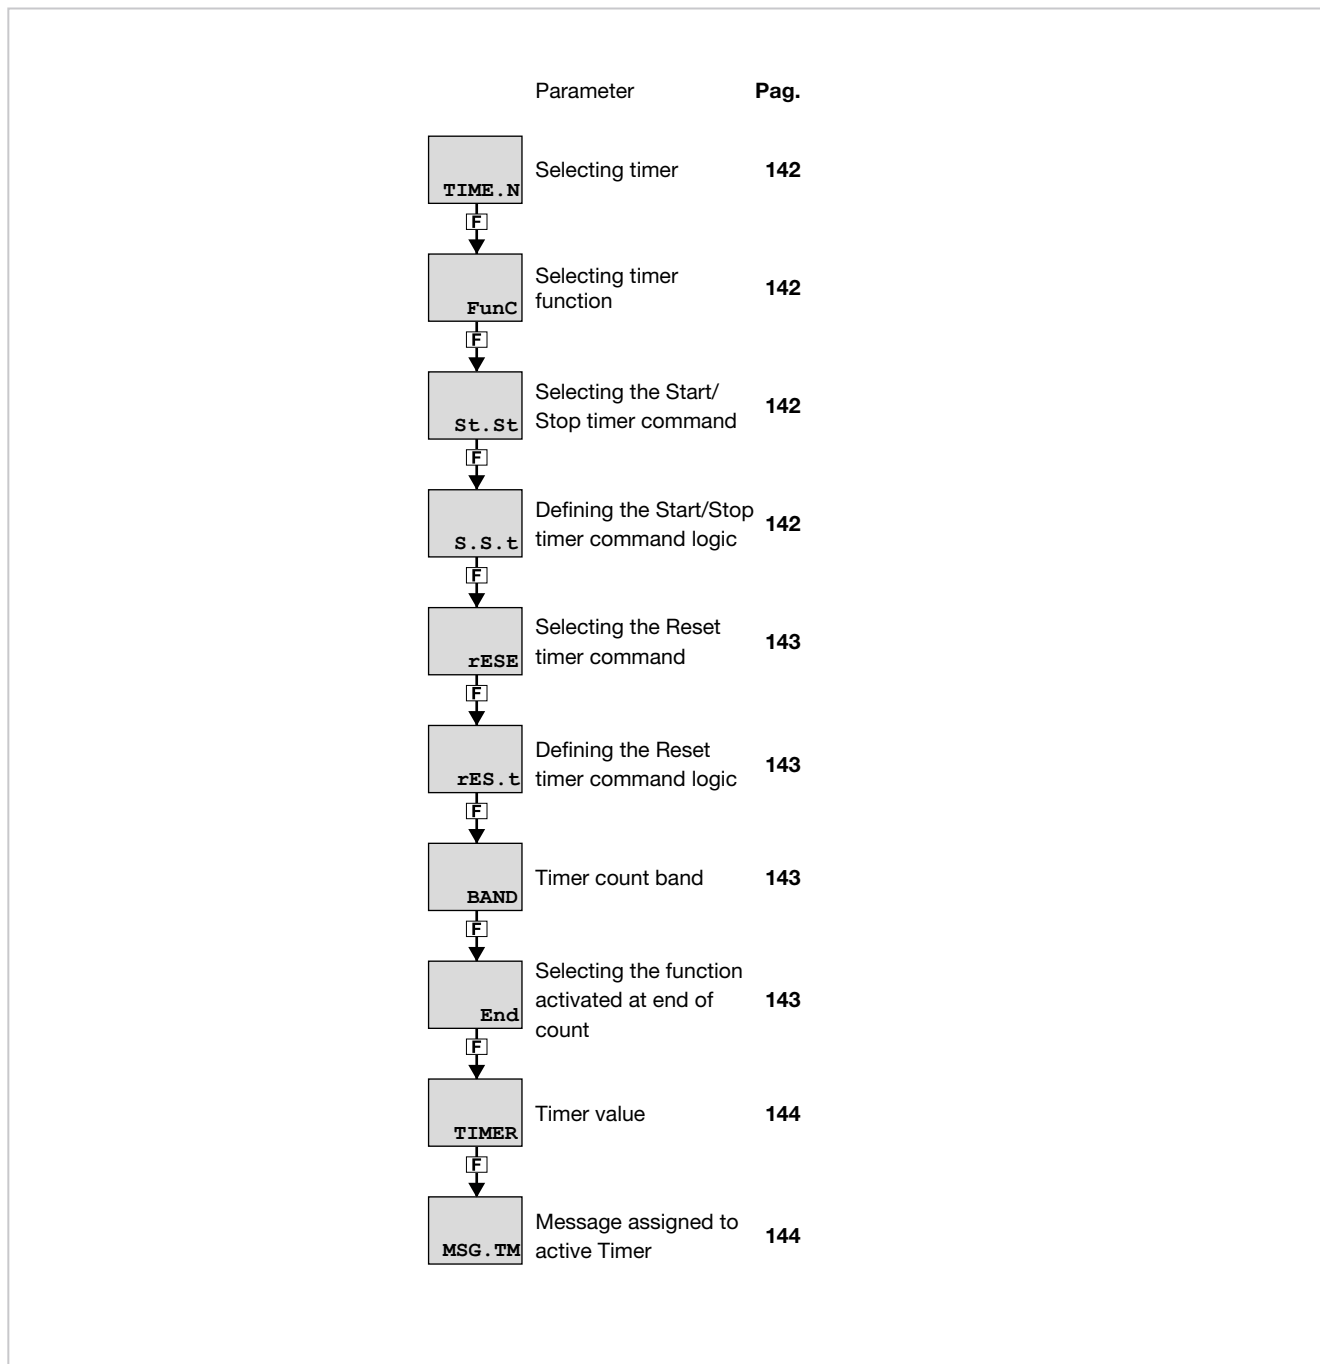 Parameter Pag.
TIME.N Selecting timer 142
F
Selecting timer
FunC function 142
F
St.St Selecting the Start/
Stop timer command 142
F
S.S.t Defining the Start/Stop
timer command logic 142
F
rESE Selecting the Reset
timer command 143
F
rES.t Defining the Reset
timer command logic 143
F
BAND Timer count band 143
F
Selecting the function
End activated at end of 143
count
F
TIMER Timer value 144
F
MSG.TM Message assigned to
active Timer 144